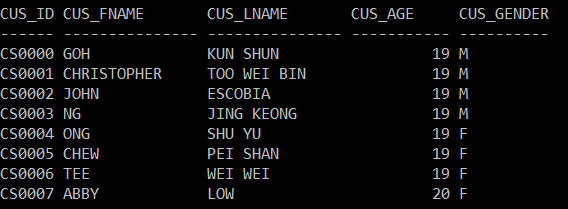 CUS_ID CUS_FNAME       CUS_LNAME       CUS_AGE     CUS_GENDER
------ --------------- --------------- ----------- ----------
CS0000 GOH             KUN SHUN                 19 M
CS0001 CHRISTOPHER     TOO WEI BIN              19 M
CS0002 JOHN            ESCOBIA                  19 M
CS0003 NG              JING KEONG               19 M
CS0004 ONG             SHU YU                   19 F
CS0005 CHEW            PEI SHAN                 19 F
CS0006 TEE             WEI WEI                  19 F
CS0007 ABBY            LOW                      20 F